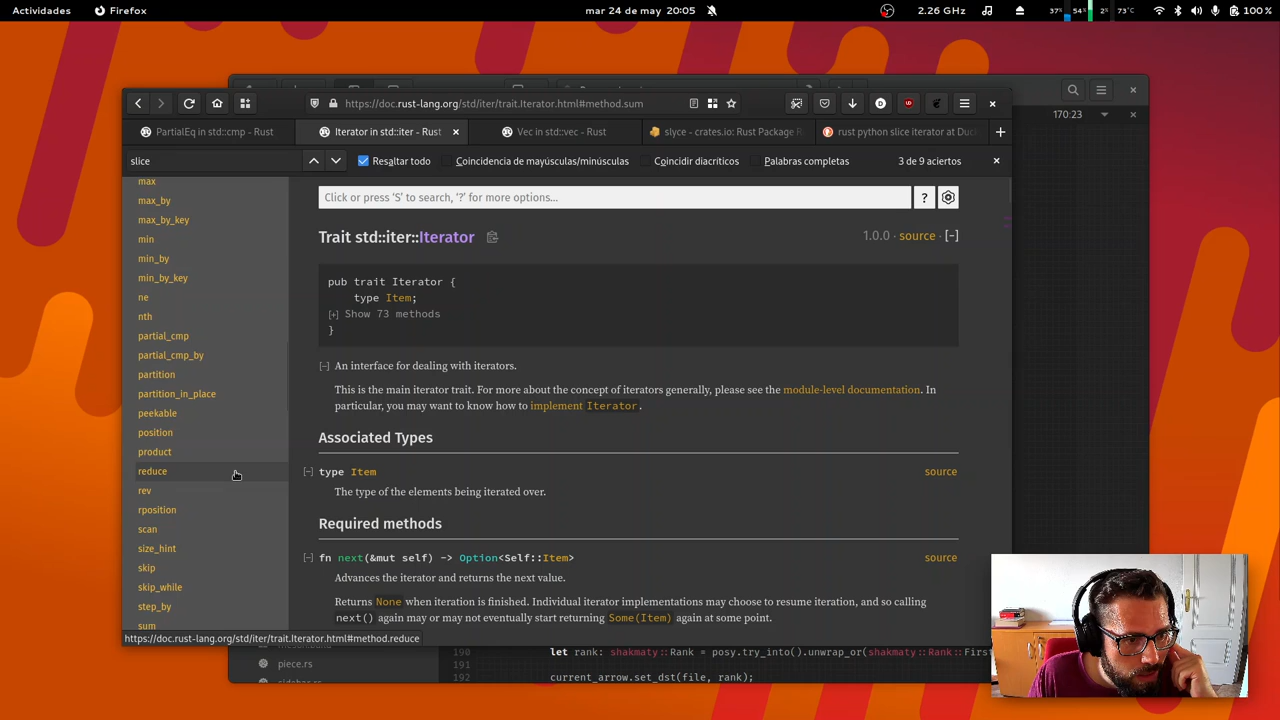 Actividades
Firefox
mar 24 de may 20:05
2.26 GHz
37% 54% 2% 73°C
100 %
https://doc.rust-lang.org/std/iter/trait.Iterator.html#method.sum
170:23
PartialEq in std::cmp - Rust
Iterator in std::iter - Rust
Vec in std::vec - Rust
slyce - crates.io: Rust Package R
rust python slice iterator at Duck
slice
Resaltar todo
Coincidencia de mayúsculas/minúsculas
Coincidir diacríticos
Palabras completas
3 de 9 aciertos
max
max_by
max_by_key
min
min_by
min_by_key
ne
nth
partial_cmp
partial_cmp_by
partition
partition_in_place
peekable
position
product
reduce
rev
rposition
scan
size_hint
skip
skip_while
step_by
sum
Click or press ‘S’ to search, ‘?’ for more options…
?
Trait std::iter::Iterator
1.0.0 · source · [-]
pub trait Iterator {
type Item;
[+] Show 73 methods
}
[-] An interface for dealing with iterators.
This is the main iterator trait. For more about the concept of iterators generally, please see the module-level documentation. In
particular, you may want to know how to implement Iterator.
Associated Types
[-] type Item
source
The type of the elements being iterated over.
Required methods
[-] fn next(&mut self) -> Option<Self::Item>
source
Advances the iterator and returns the next value.
Returns None when iteration is finished. Individual iterator implementations may choose to resume iteration, and so calling
next() again may or may not eventually start returning Some(Item) again at some point.
https://doc.rust-lang.org/std/iter/trait.Iterator.html#method.reduce
piece.rs
190 let rank: shakmaty::Rank = posy.try_into().unwrap_or(shakmaty::Rank::First
192 current_arrow.set_dst(file, rank);